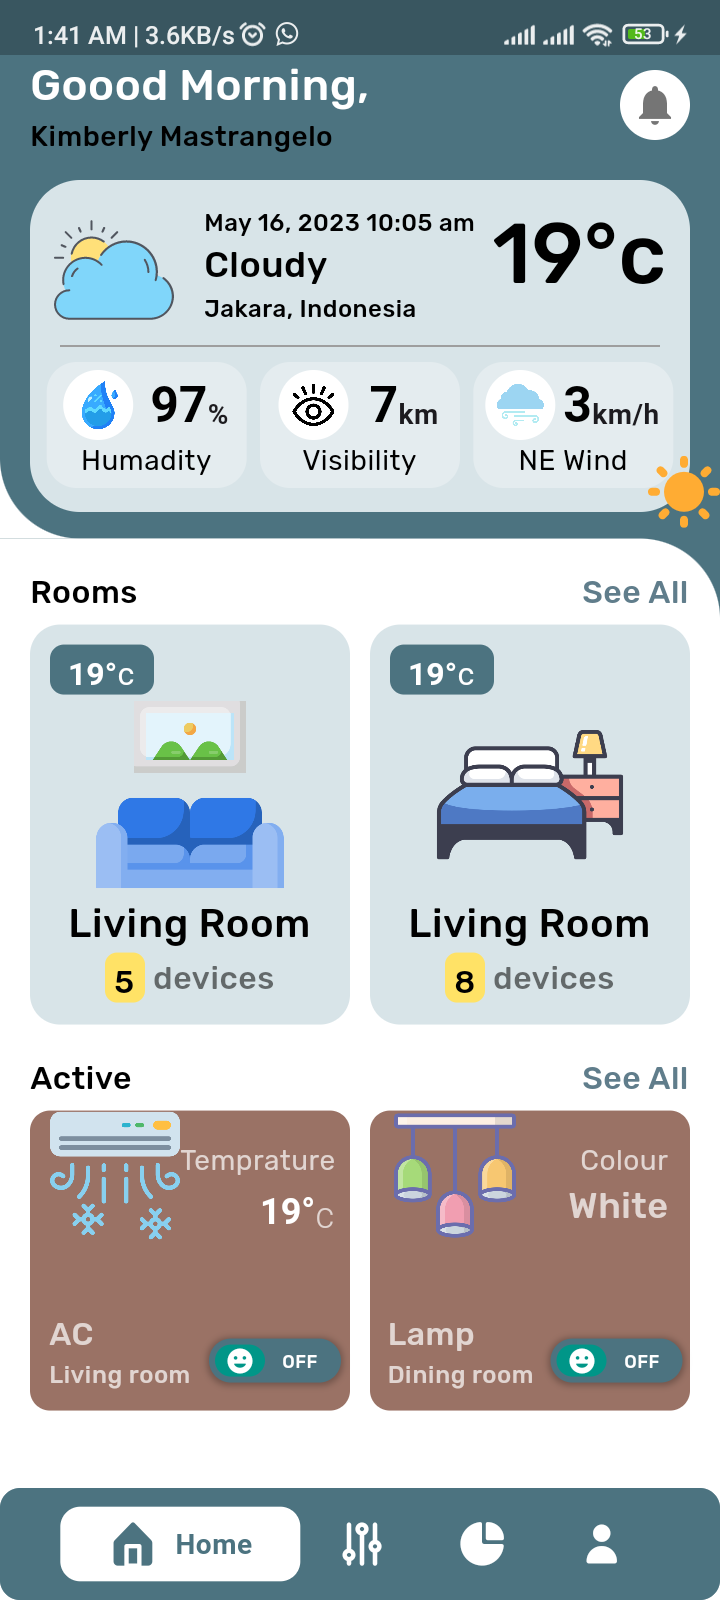 1:41 AM | 3.6KB/s 53
Goood Morning,
Kimberly Mastrangelo
May 16, 2023 10:05 am
Cloudy
Jakara, Indonesia
19°c
97%
Humadity
7km
Visibility
3km/h
NE Wind
Rooms See All
19°c
Living Room
5 devices
19°c
Living Room
8 devices
Active See All
Temprature
19°C
AC
Living room
OFF
Colour
White
Lamp
Dining room
OFF
Home